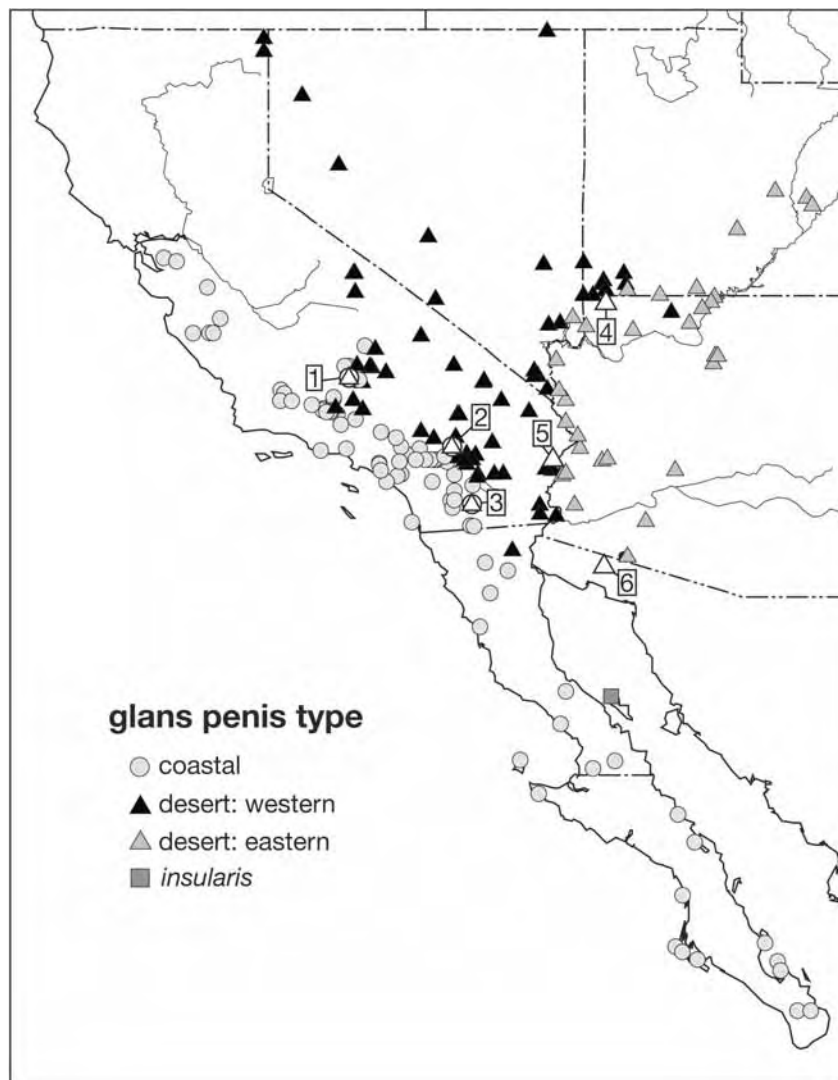 1
2
3
4
5
6
glans penis type
coastal
desert: western
desert: eastern
insularis